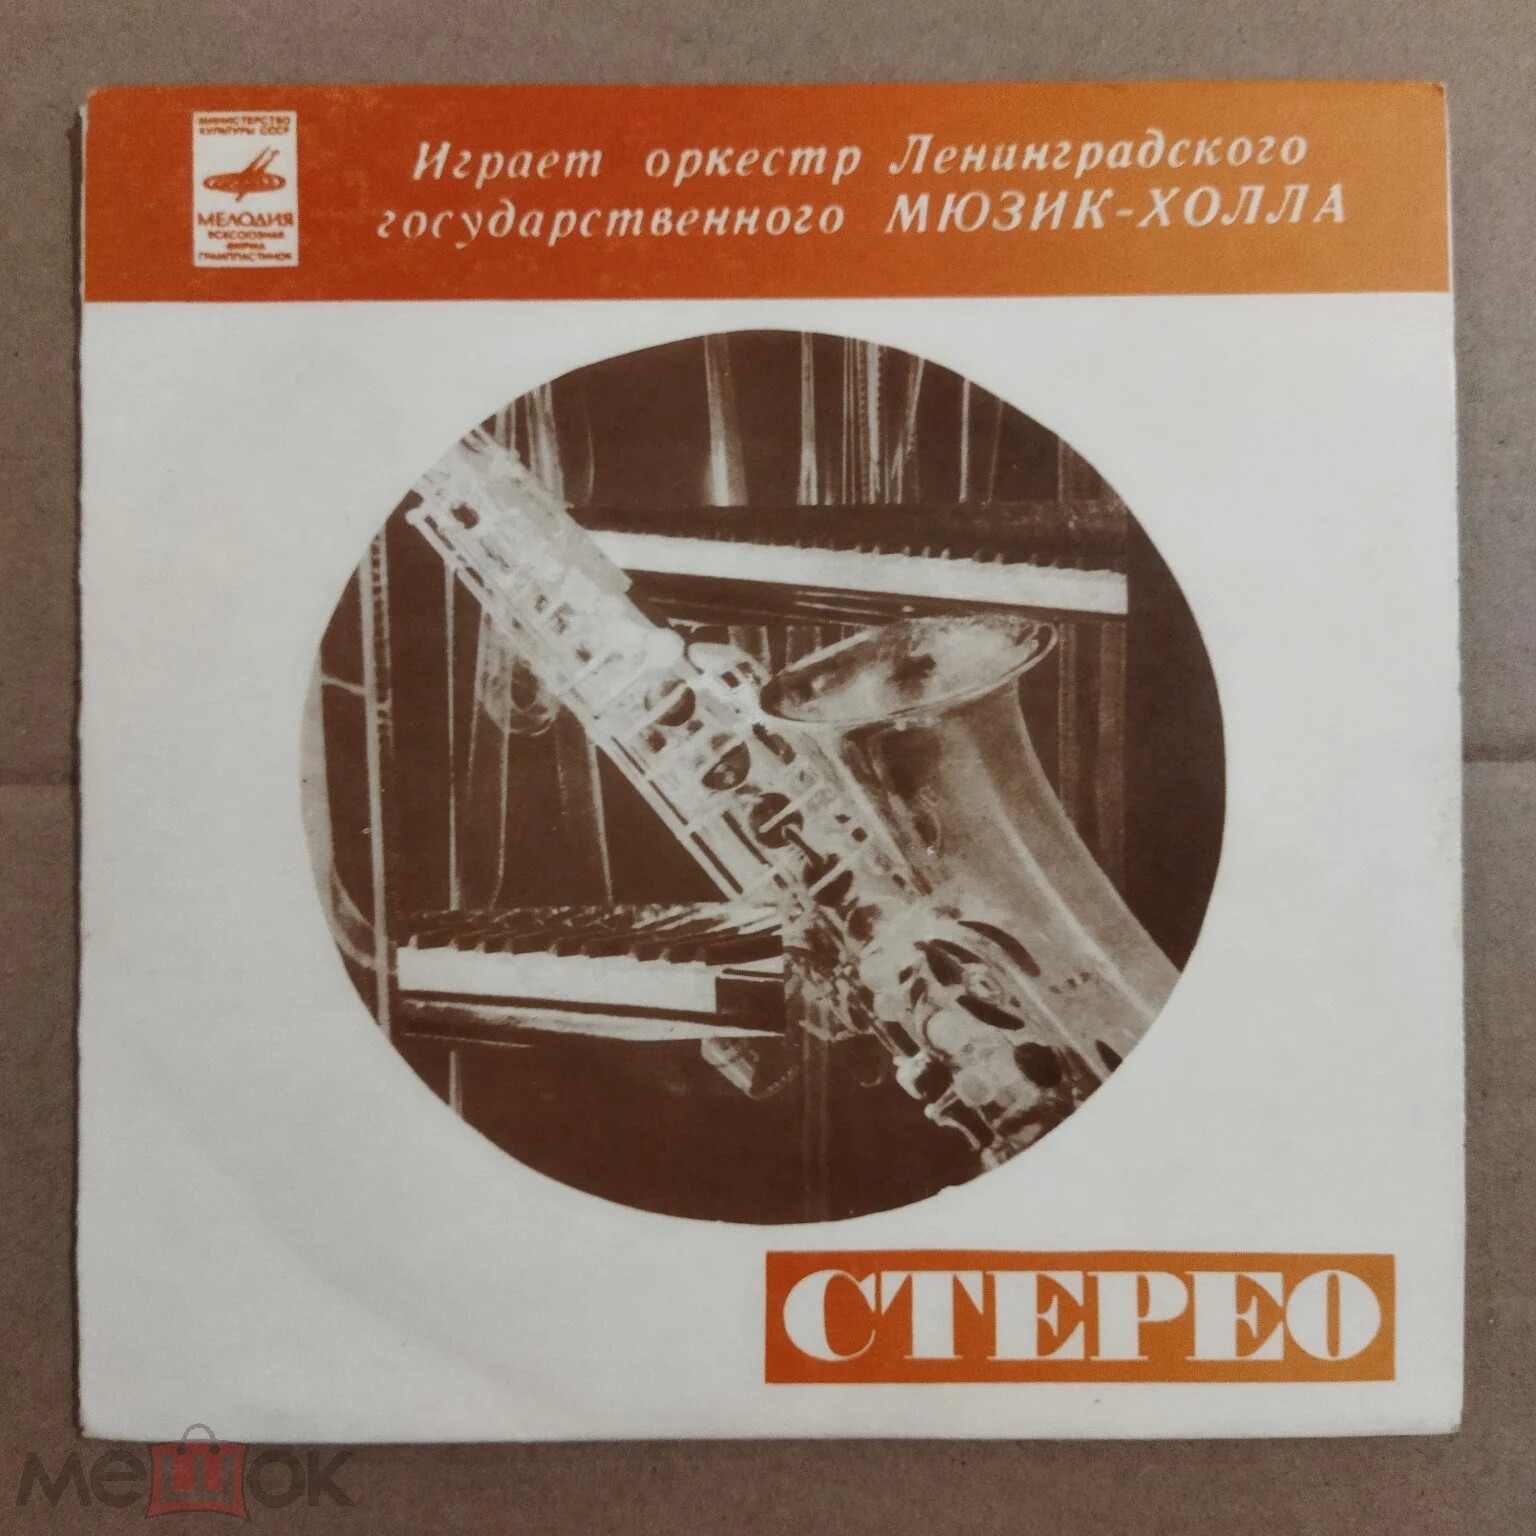 МИНИСТЕРСТВО
КУЛЬТУРЫ СССР
МЕЛОДИЯ
ВСЕСОЮЗНАЯ
ФИРМА
ГРАМПЛАСТИНОК
Играет оркестр Ленинградского
государственного МЮЗИК-ХОЛЛА
СТЕРЕО
мешок